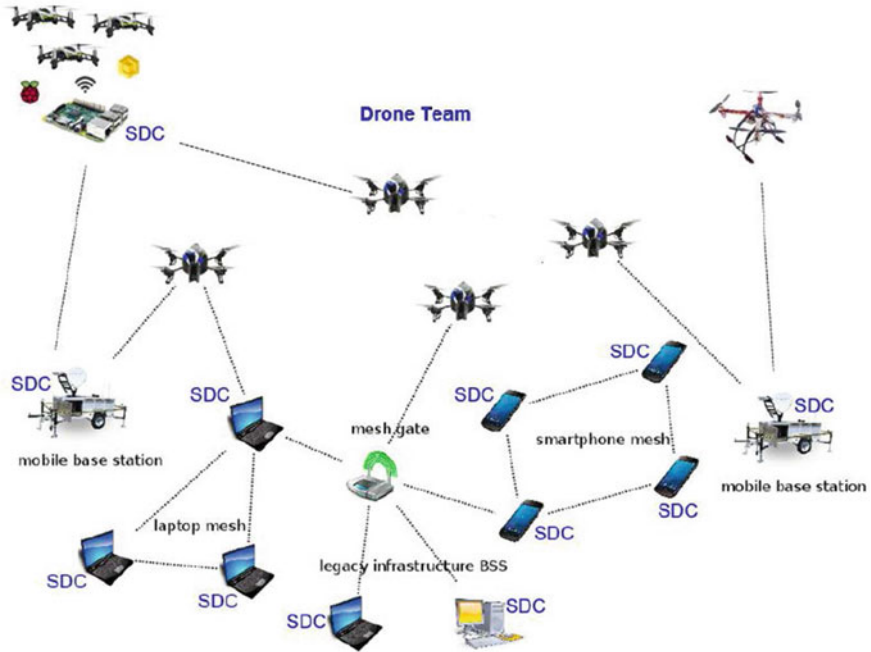 SDC
Drone Team
SDC
mobile base station
SDC
mesh gate
SDC
SDC
smartphone mesh
SDC
mobile base station
SDC
laptop mesh
SDC
SDC
SDC
legacy infrastructure BSS
SDC
SDC